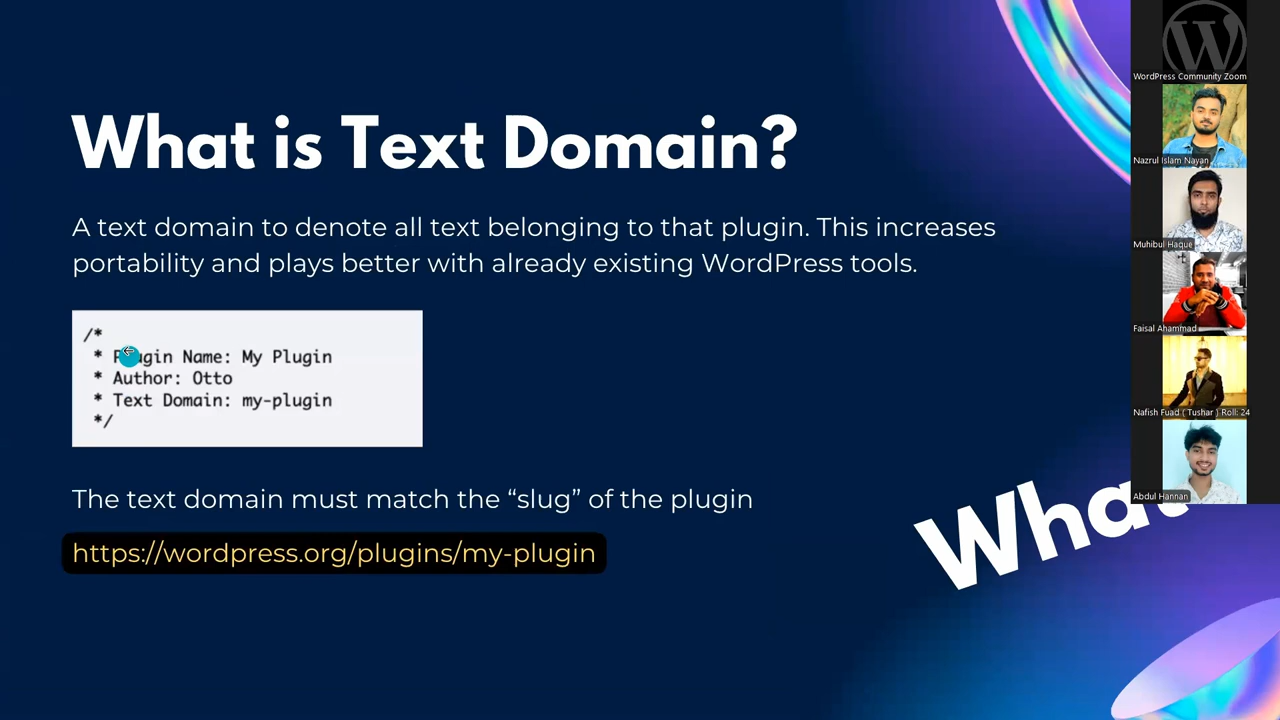 What is Text Domain?
A text domain to denote all text belonging to that plugin. This increases
portability and plays better with already existing WordPress tools.
/*
* Plugin Name: My Plugin
* Author: Otto
* Text Domain: my-plugin
*/
The text domain must match the “slug” of the plugin
https://wordpress.org/plugins/my-plugin
What
WordPress Community Zoom
Nazrul Islam Nayan
Muhibul Haque
Faisal Ahammad
Nafish Fuad ( Tushar ) Roll: 24
Abdul Hannan